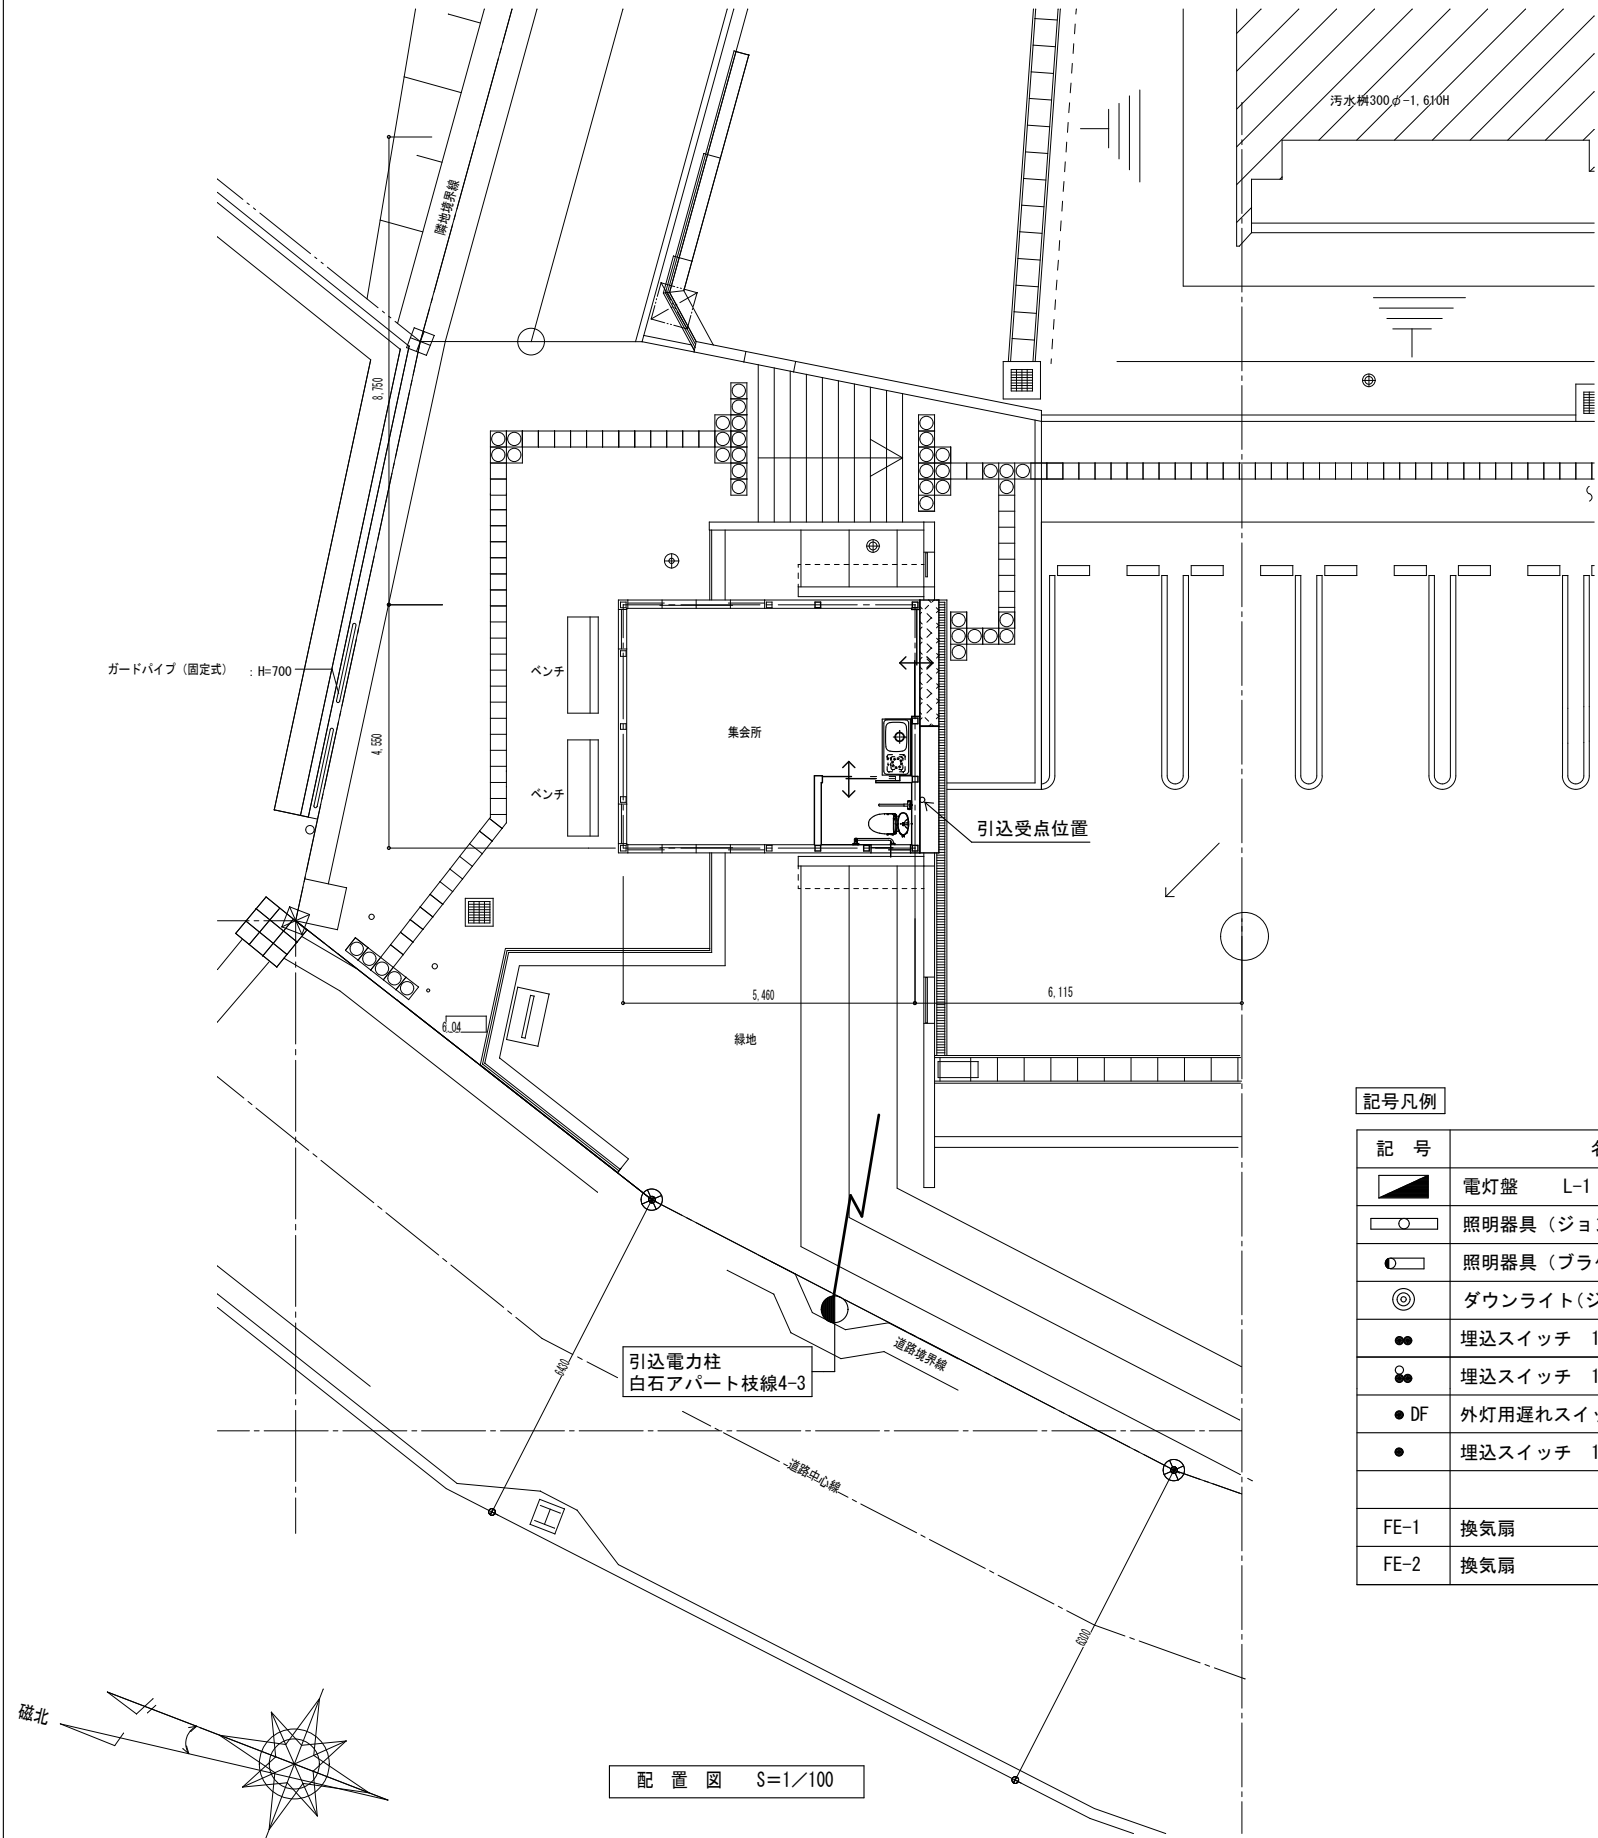 汚水桝300φ-1,610H
隣地境界線
8,750
ガードパイプ（固定式） ：H=700
ベンチ
集会所
4,550
ベンチ
引込受点位置
5,460
6,115
6,04
緑地
記号凡例
記 号
電灯盤 L-1
照明器具（ジョ
照明器具（ブラ
ダウンライト(ジ
埋込スイッチ 1
埋込スイッチ 1
DF 外灯用遅れスイッ
埋込スイッチ 1
FE-1 換気扇
FE-2 換気扇
道路境界線
引込電力柱
白石アパート枝線4-3
6420
道路中心線
6300
磁北
配 置 図 S=1／100